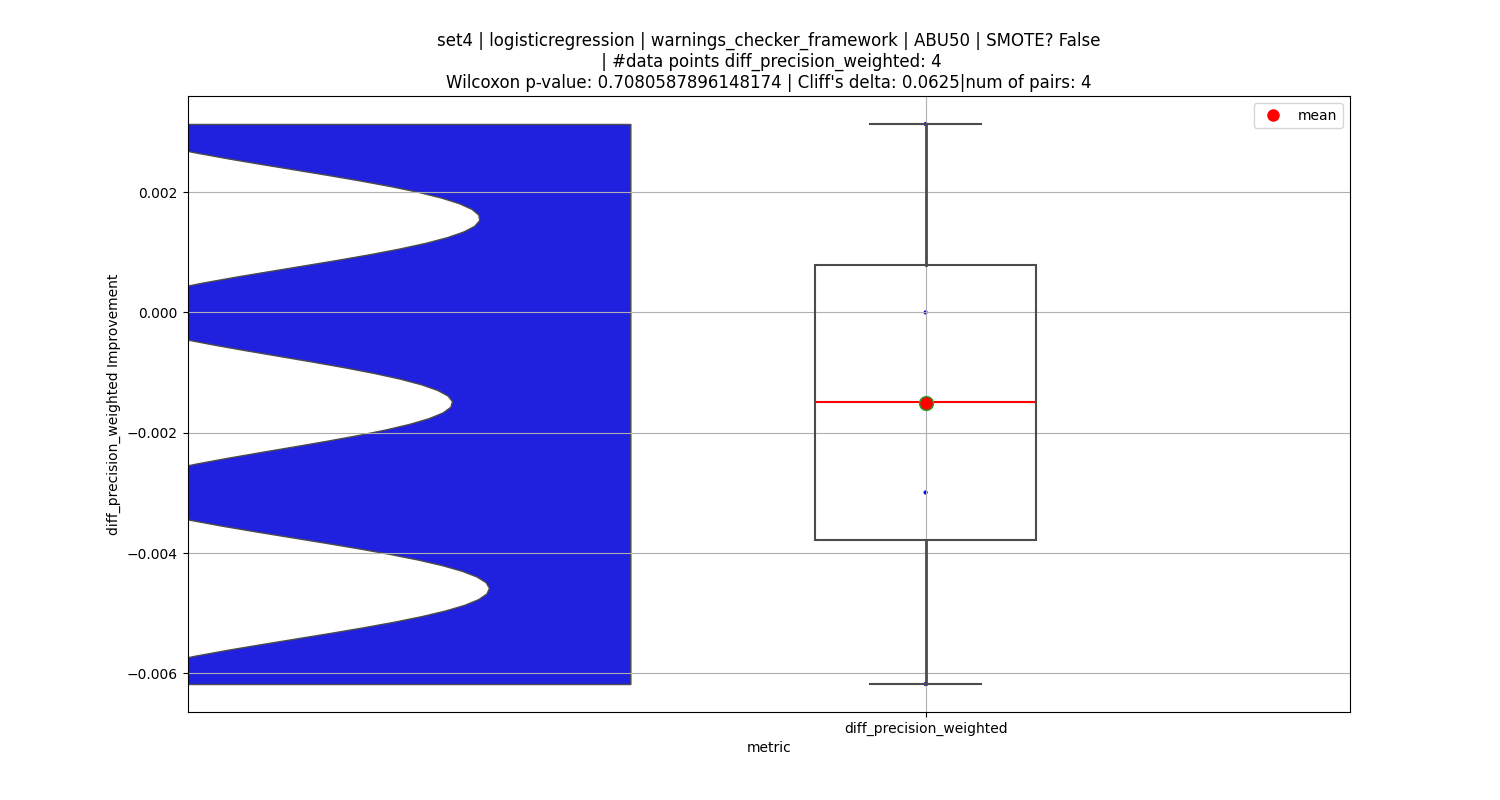 set4 | logisticregression | warnings_checker_framework | ABU50 | SMOTE? False
| #data points diff_precision_weighted: 4
Wilcoxon p-value: 0.7080587896148174 | Cliff's delta: 0.0625|num of pairs: 4
mean
0.002
0.000
−0.002
−0.004
−0.006
diff_precision_weighted Improvement
diff_precision_weighted
metric